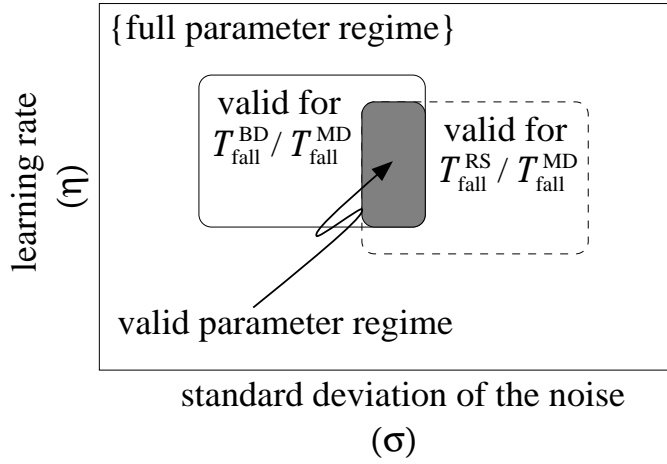 {full parameter regime}
valid for
T_fall^BD / T_fall^MD
valid for
T_fall^RS / T_fall^MD
valid parameter regime
learning rate
(η)
standard deviation of the noise
(σ)